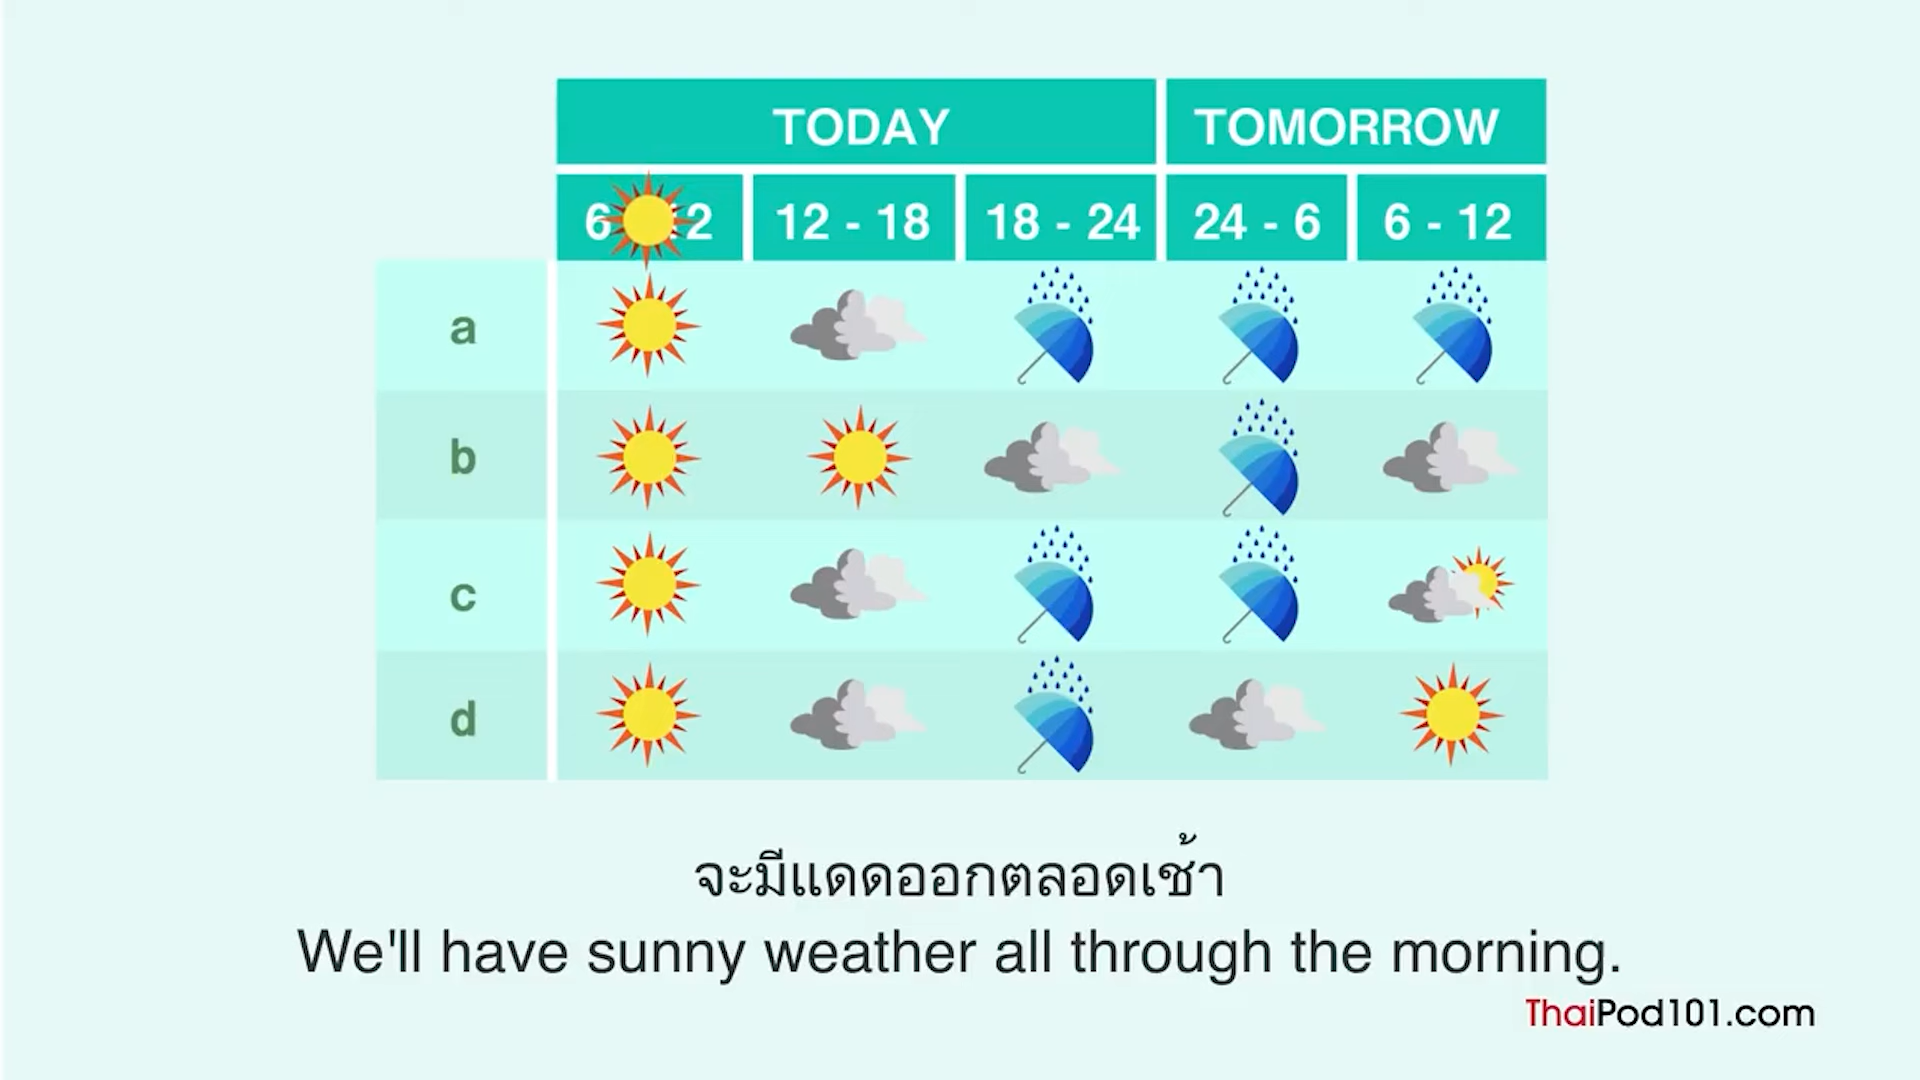 TODAY TOMORROW
6 2 12 - 18 18 - 24 24 - 6 6 - 12
a
b
c
d
จะมีแดดออกตลอดเช้า
We'll have sunny weather all through the morning.
ThaiPod101.com